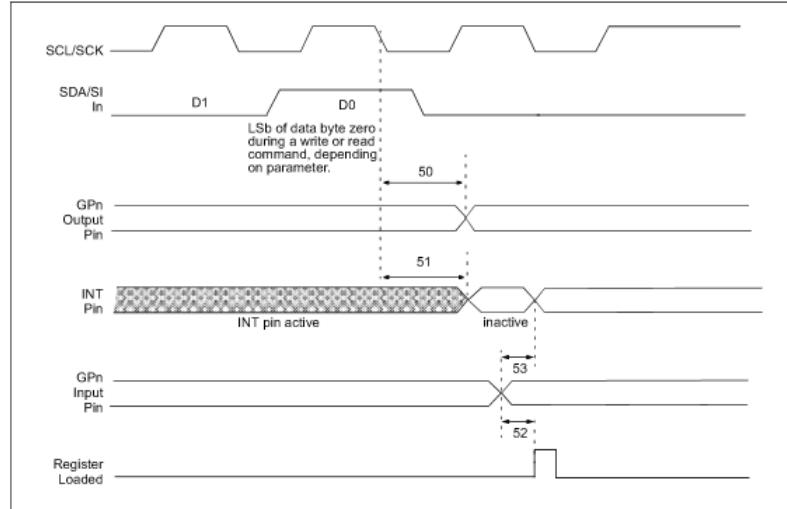 SCL/SCK
SDA/SI
In
D1
D0
LSb of data byte zero
during a write or read
command, depending
on parameter.
50
GPn
Output
Pin
51
INT
Pin
INT pin active
inactive
53
GPn
Input
Pin
52
Register
Loaded